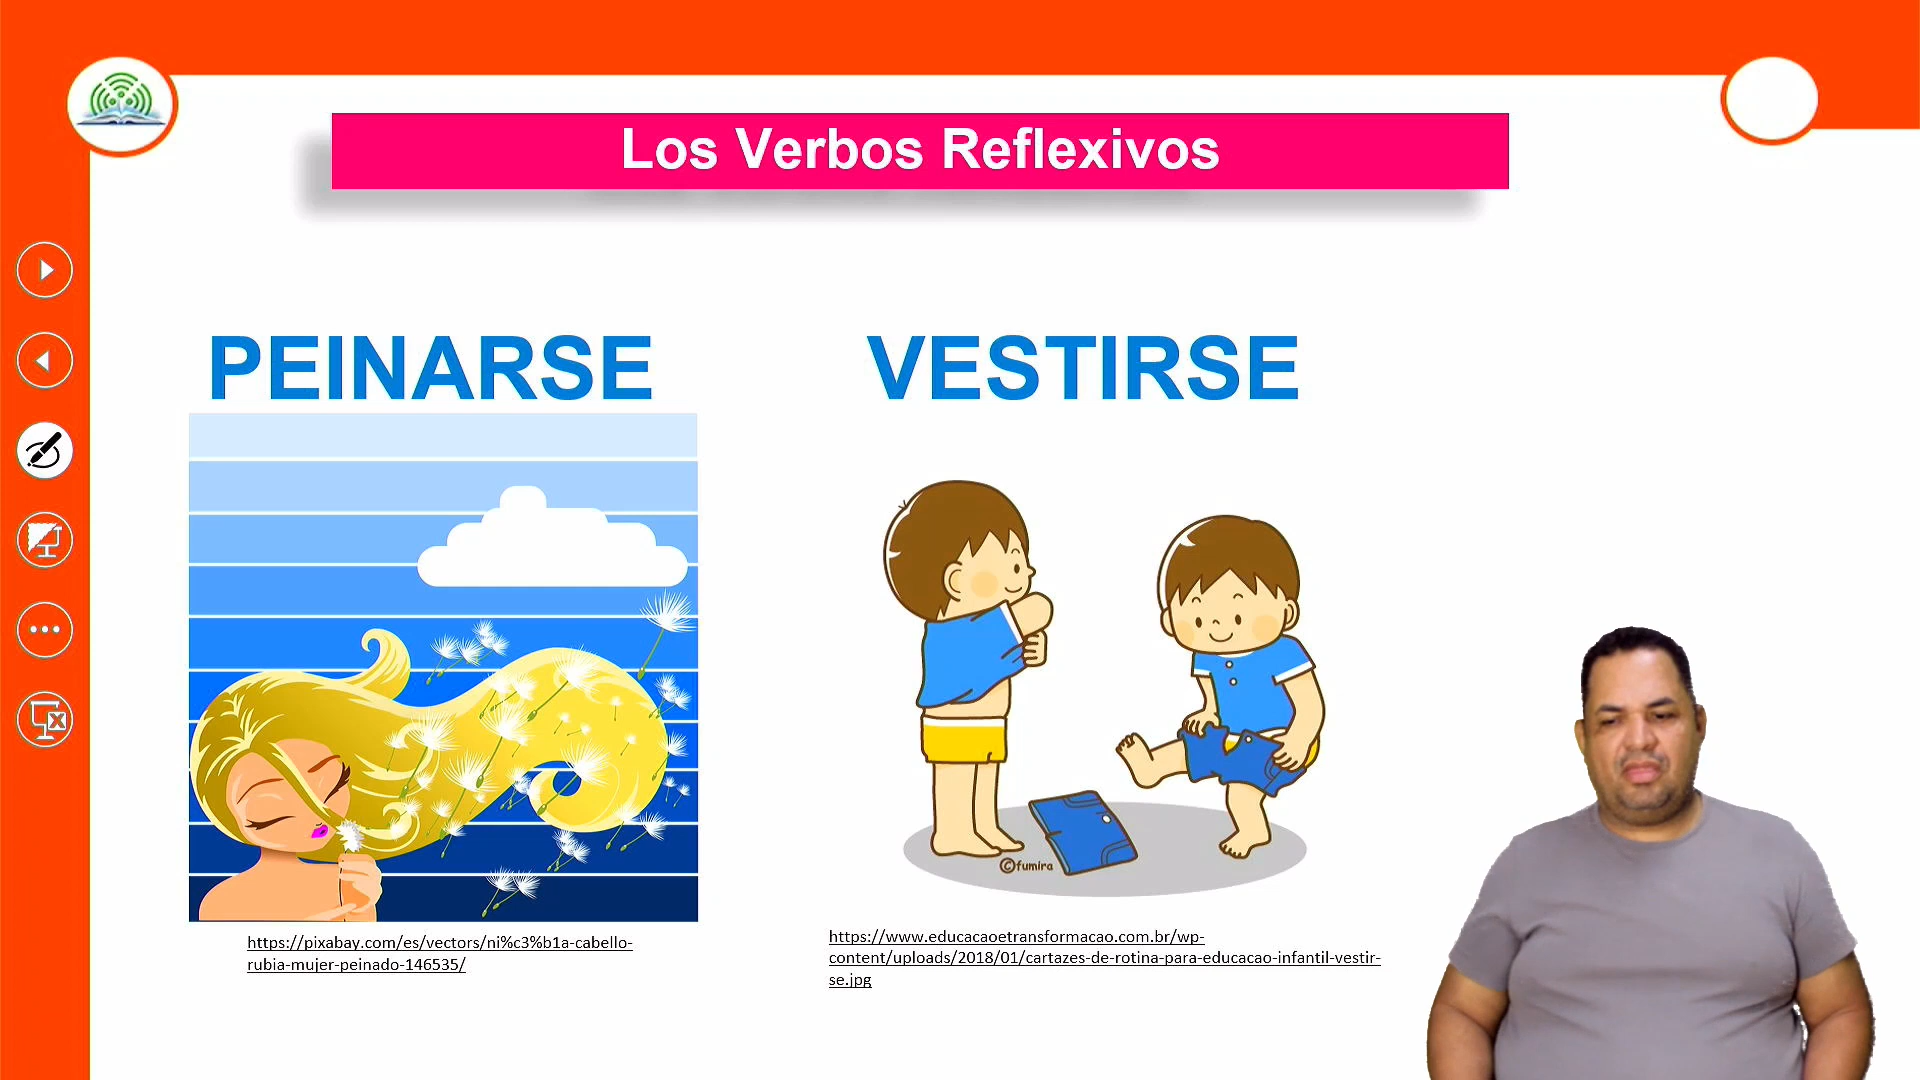 Los Verbos Reflexivos
PEINARSE
VESTIRSE
©fumira
https://pixabay.com/es/vectors/ni%c3%b1a-cabello-
rubia-mujer-peinado-146535/
https://www.educacaoetransformacao.com.br/wp-
content/uploads/2018/01/cartazes-de-rotina-para-educacao-infantil-vestir-
se.jpg